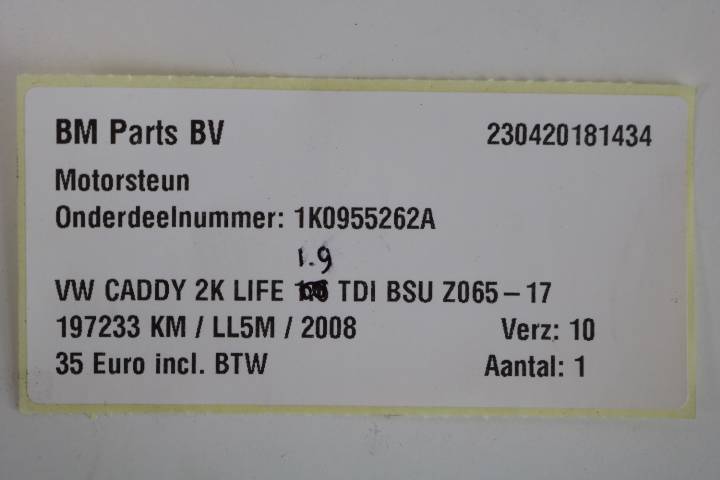 BM Parts BV 230420181434
Motorsteun
Onderdeelnummer: 1K0955262A
1.9
VW CADDY 2K LIFE TDI BSU Z065-17
197233 KM / LL5M / 2008 Verz: 10
35 Euro incl. BTW Aantal: 1